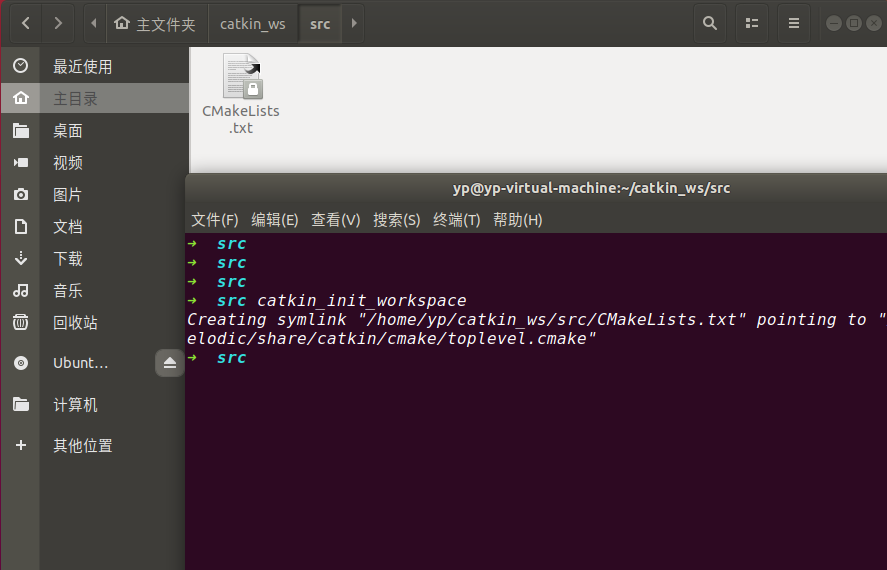 主文件夹 catkin_ws src
最近使用
主目录
桌面
视频
图片
文档
下载
音乐
回收站
Ubunt...
计算机
其他位置
CMakeLists
.txt
yp@yp-virtual-machine:~/catkin_ws/src
文件(F) 编辑(E) 查看(V) 搜索(S) 终端(T) 帮助(H)
➜ src
➜ src
➜ src
➜ src catkin_init_workspace
Creating symlink "/home/yp/catkin_ws/src/CMakeLists.txt" pointing to "
elodic/share/catkin/cmake/toplevel.cmake"
➜ src